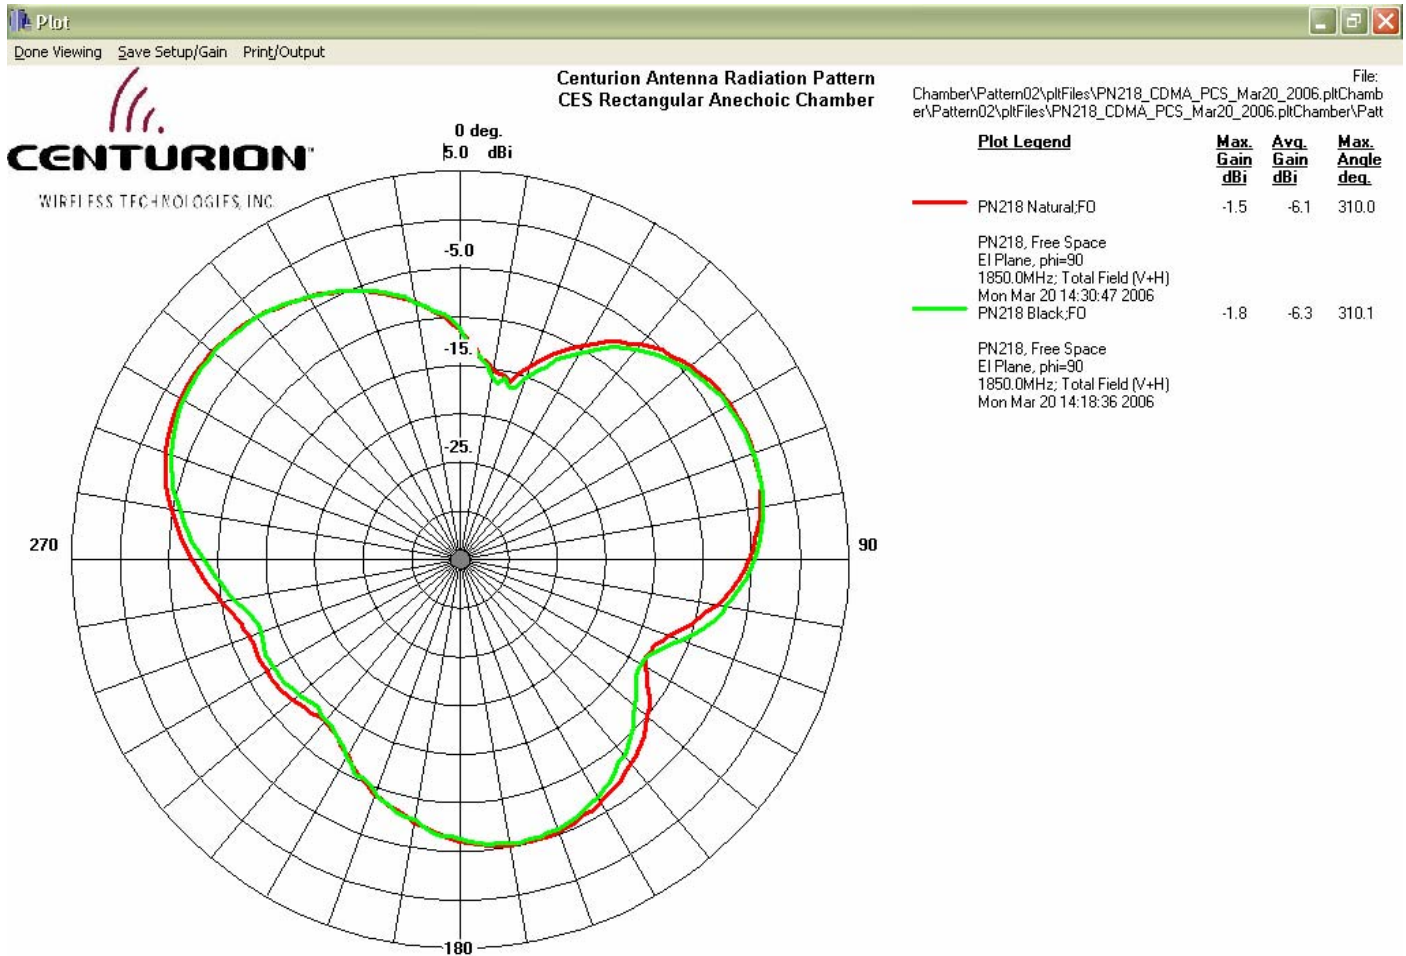 Plot
Done Viewing Save Setup/Gain Print/Output
CENTURION
WIRELESS TECHNOLOGIES, INC.
Centurion Antenna Radiation Pattern
CES Rectangular Anechoic Chamber
File:
Chamber\Pattern02\pltFiles\PN218_CDMA_PCS_Mar20_2006.pltChamb
er\Pattern02\pltFiles\PN218_CDMA_PCS_Mar20_2006.pltChamber\Patt
Plot Legend
Max. Gain dBi
Avg. Gain dBi
Max. Angle deg.
PN218 Natural;FO -1.5 -6.1 310.0
PN218, Free Space
El Plane, phi=90
1850.0MHz; Total Field (V+H)
Mon Mar 20 14:30:47 2006
PN218 Black;FO -1.8 -6.3 310.1
PN218, Free Space
El Plane, phi=90
1850.0MHz; Total Field (V+H)
Mon Mar 20 14:18:36 2006
0 deg.
5.0 dBi
-5.0
-15.
-25.
270
90
180